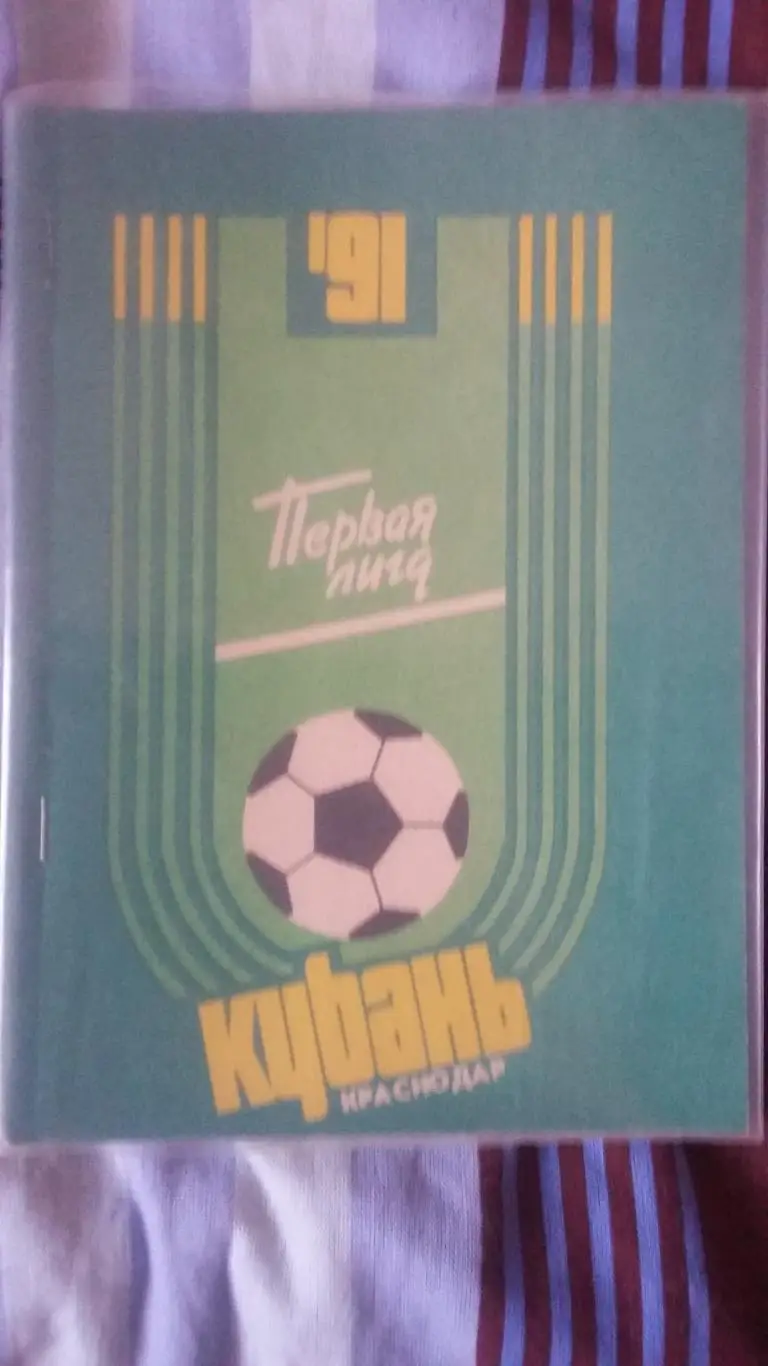 '91
Первая
лига
Кубань
КРАСНОДАР